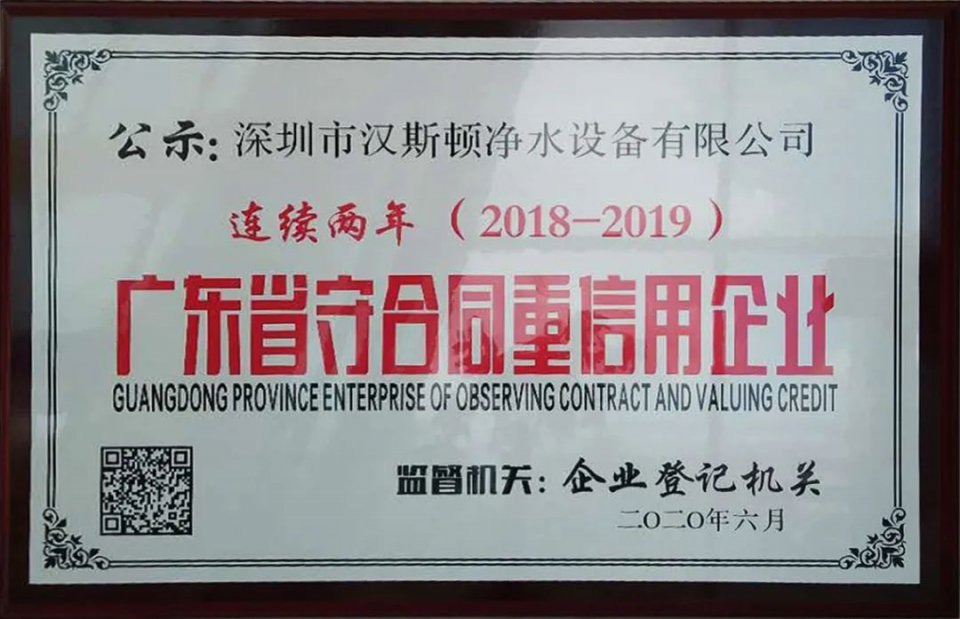 公示：深圳市汉斯顿净水设备有限公司
连续两年（2018-2019）
广东省守合同重信用企业
GUANGDONG PROVINCE ENTERPRISE OF OBSERVING CONTRACT AND VALUING CREDIT
监督机关：企业登记机关
二〇二〇年六月